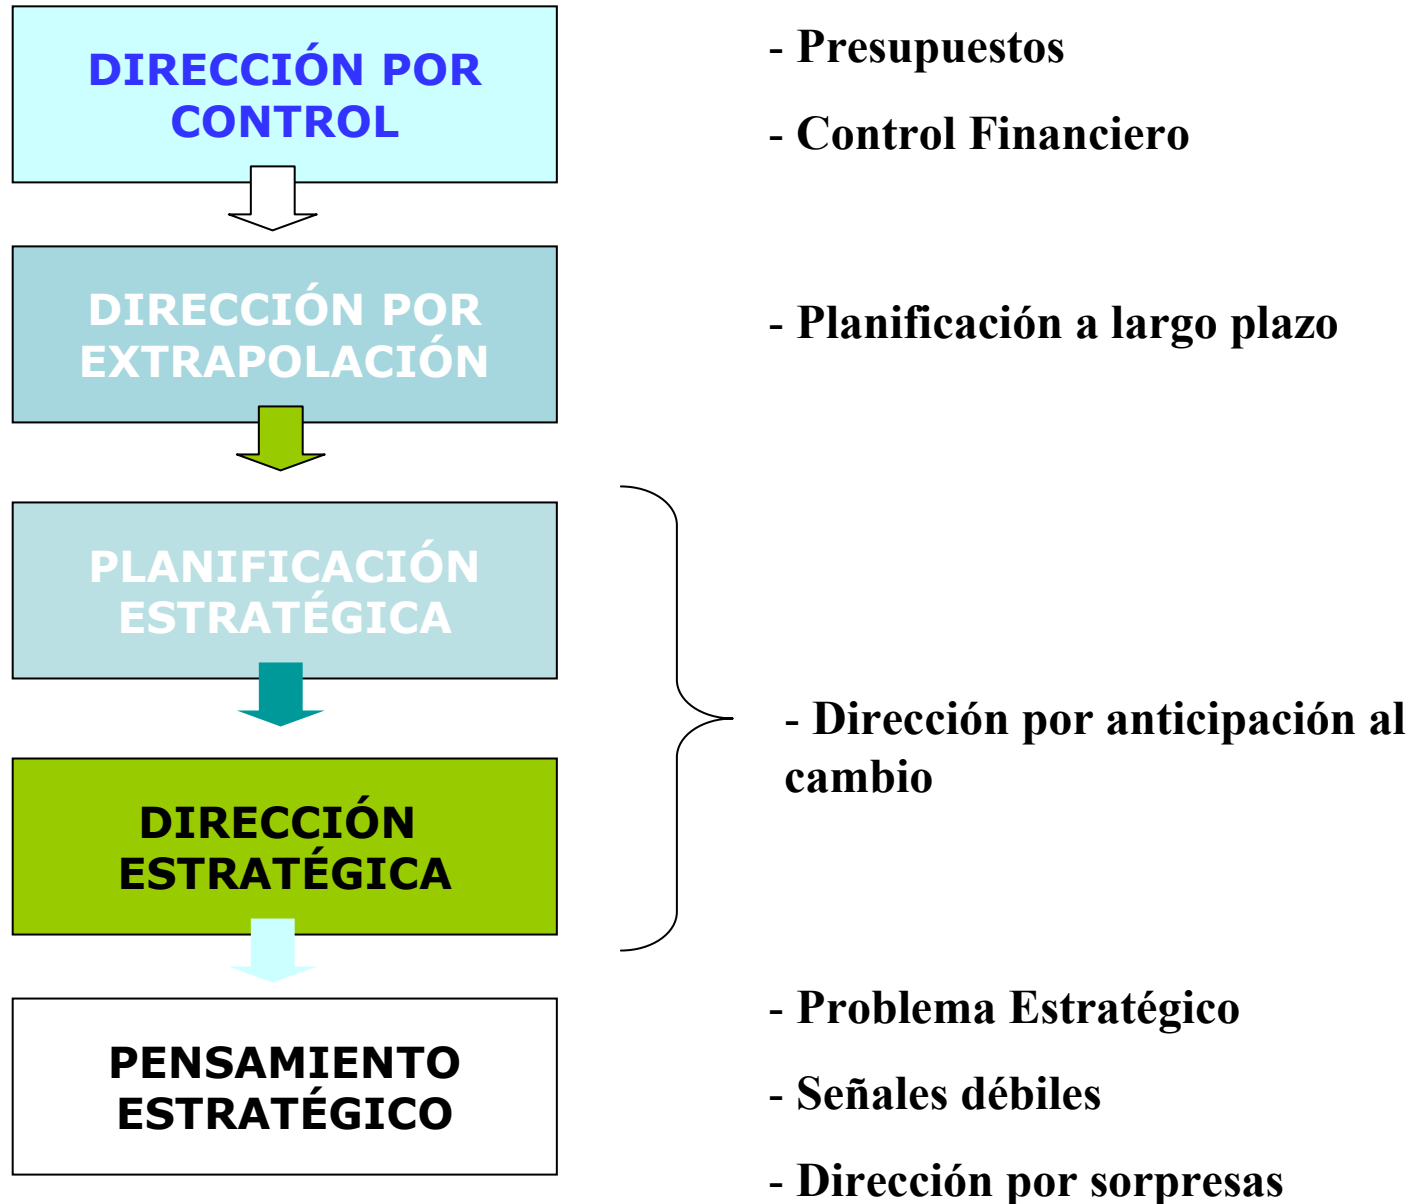 DIRECCIÓN POR
CONTROL
- Presupuestos
- Control Financiero
DIRECCIÓN POR
EXTRAPOLACIÓN
- Planificación a largo plazo
PLANIFICACIÓN
ESTRATÉGICA
- Dirección por anticipación al
cambio
DIRECCIÓN
ESTRATÉGICA
PENSAMIENTO
ESTRATÉGICO
- Problema Estratégico
- Señales débiles
- Dirección por sorpresas